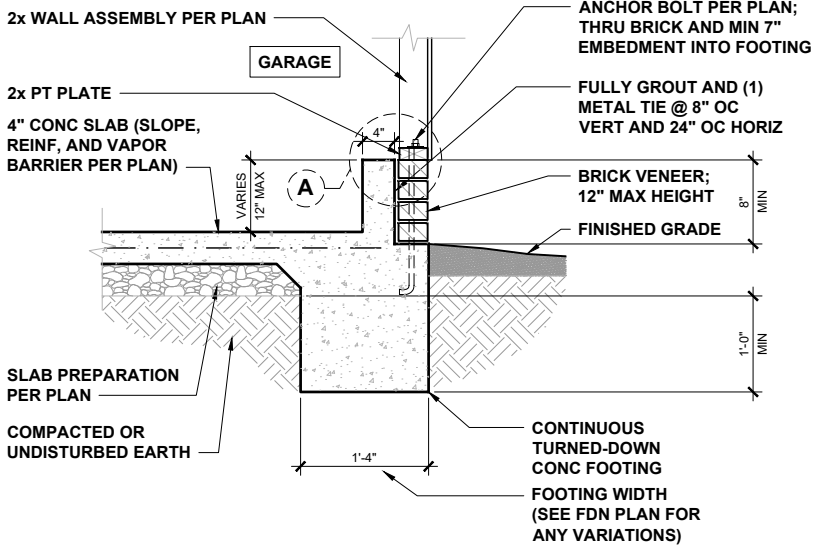 2x WALL ASSEMBLY PER PLAN
GARAGE
2x PT PLATE
4" CONC SLAB (SLOPE,
REINF, AND VAPOR
BARRIER PER PLAN)
VARIES
12" MAX
A
4"
ANCHOR BOLT PER PLAN;
THRU BRICK AND MIN 7"
EMBEDMENT INTO FOOTING
FULLY GROUT AND (1)
METAL TIE @ 8" OC
VERT AND 24" OC HORIZ
BRICK VENEER;
12" MAX HEIGHT
8"
MIN
FINISHED GRADE
1'-0"
MIN
SLAB PREPARATION
PER PLAN
COMPACTED OR
UNDISTURBED EARTH
1'-4"
CONTINUOUS
TURNED-DOWN
CONC FOOTING
FOOTING WIDTH
(SEE FDN PLAN FOR
ANY VARIATIONS)